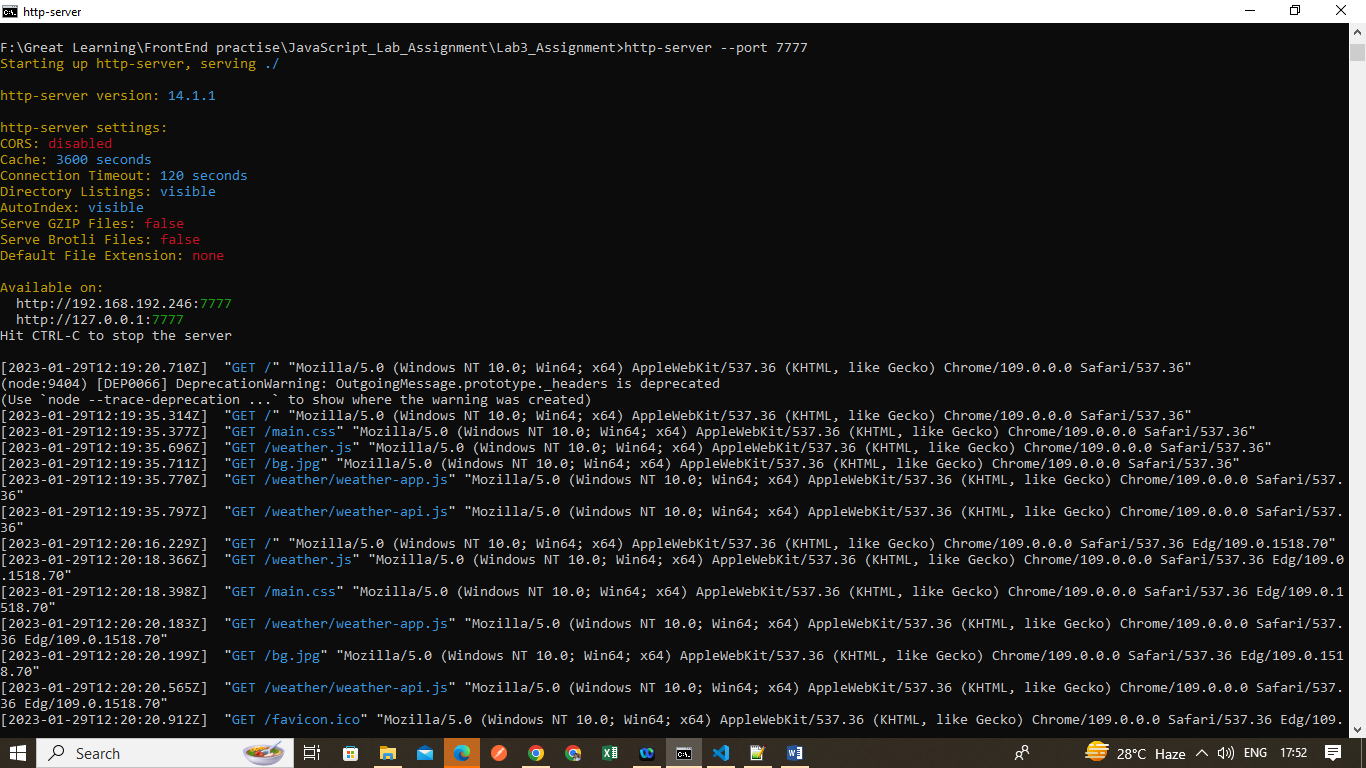 http-server
F:\Great Learning\FrontEnd practise\JavaScript_Lab_Assignment\Lab3_Assignment>http-server --port 7777
Starting up http-server, serving ./
http-server version: 14.1.1
http-server settings:
CORS: disabled
Cache: 3600 seconds
Connection Timeout: 120 seconds
Directory Listings: visible
AutoIndex: visible
Serve GZIP Files: false
Serve Brotli Files: false
Default File Extension: none
Available on:
http://192.168.192.246:7777
http://127.0.0.1:7777
Hit CTRL-C to stop the server
[2023-01-29T12:19:20.710Z]  "GET /" "Mozilla/5.0 (Windows NT 10.0; Win64; x64) AppleWebKit/537.36 (KHTML, like Gecko) Chrome/109.0.0.0 Safari/537.36"
(node:9404) [DEP0066] DeprecationWarning: OutgoingMessage.prototype._headers is deprecated
(Use `node --trace-deprecation ...` to show where the warning was created)
[2023-01-29T12:19:35.314Z]  "GET /" "Mozilla/5.0 (Windows NT 10.0; Win64; x64) AppleWebKit/537.36 (KHTML, like Gecko) Chrome/109.0.0.0 Safari/537.36"
[2023-01-29T12:19:35.377Z]  "GET /main.css" "Mozilla/5.0 (Windows NT 10.0; Win64; x64) AppleWebKit/537.36 (KHTML, like Gecko) Chrome/109.0.0.0 Safari/537.36"
[2023-01-29T12:19:35.696Z]  "GET /weather.js" "Mozilla/5.0 (Windows NT 10.0; Win64; x64) AppleWebKit/537.36 (KHTML, like Gecko) Chrome/109.0.0.0 Safari/537.36"
[2023-01-29T12:19:35.711Z]  "GET /bg.jpg" "Mozilla/5.0 (Windows NT 10.0; Win64; x64) AppleWebKit/537.36 (KHTML, like Gecko) Chrome/109.0.0.0 Safari/537.36"
[2023-01-29T12:19:35.770Z]  "GET /weather/weather-app.js" "Mozilla/5.0 (Windows NT 10.0; Win64; x64) AppleWebKit/537.36 (KHTML, like Gecko) Chrome/109.0.0.0 Safari/537.
36"
[2023-01-29T12:19:35.797Z]  "GET /weather/weather-api.js" "Mozilla/5.0 (Windows NT 10.0; Win64; x64) AppleWebKit/537.36 (KHTML, like Gecko) Chrome/109.0.0.0 Safari/537.
36"
[2023-01-29T12:20:16.229Z]  "GET /" "Mozilla/5.0 (Windows NT 10.0; Win64; x64) AppleWebKit/537.36 (KHTML, like Gecko) Chrome/109.0.0.0 Safari/537.36 Edg/109.0.1518.70"
[2023-01-29T12:20:18.366Z]  "GET /weather.js" "Mozilla/5.0 (Windows NT 10.0; Win64; x64) AppleWebKit/537.36 (KHTML, like Gecko) Chrome/109.0.0.0 Safari/537.36 Edg/109.0
.1518.70"
[2023-01-29T12:20:18.398Z]  "GET /main.css" "Mozilla/5.0 (Windows NT 10.0; Win64; x64) AppleWebKit/537.36 (KHTML, like Gecko) Chrome/109.0.0.0 Safari/537.36 Edg/109.0.1
518.70"
[2023-01-29T12:20:20.183Z]  "GET /weather/weather-app.js" "Mozilla/5.0 (Windows NT 10.0; Win64; x64) AppleWebKit/537.36 (KHTML, like Gecko) Chrome/109.0.0.0 Safari/537.
36 Edg/109.0.1518.70"
[2023-01-29T12:20:20.199Z]  "GET /bg.jpg" "Mozilla/5.0 (Windows NT 10.0; Win64; x64) AppleWebKit/537.36 (KHTML, like Gecko) Chrome/109.0.0.0 Safari/537.36 Edg/109.0.151
8.70"
[2023-01-29T12:20:20.565Z]  "GET /weather/weather-api.js" "Mozilla/5.0 (Windows NT 10.0; Win64; x64) AppleWebKit/537.36 (KHTML, like Gecko) Chrome/109.0.0.0 Safari/537.
36 Edg/109.0.1518.70"
[2023-01-29T12:20:20.912Z]  "GET /favicon.ico" "Mozilla/5.0 (Windows NT 10.0; Win64; x64) AppleWebKit/537.36 (KHTML, like Gecko) Chrome/109.0.0.0 Safari/537.36 Edg/109.
Search 28°C Haze ENG 17:52